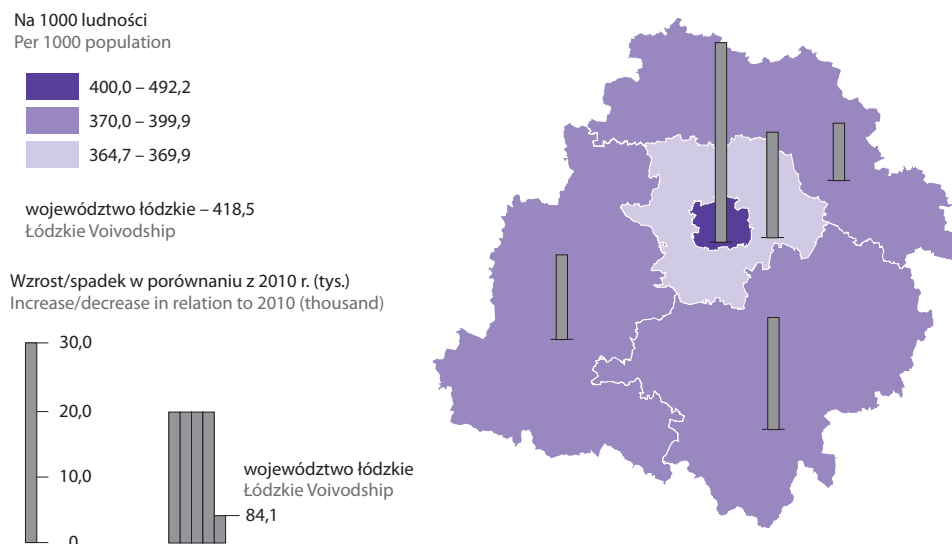 Na 1000 ludności
Per 1000 population
400,0 – 492,2
370,0 – 399,9
364,7 – 369,9
województwo łódzkie – 418,5
Łódzkie Voivodship
Wzrost/spadek w porównaniu z 2010 r. (tys.)
Increase/decrease in relation to 2010 (thousand)
30,0
20,0
10,0
0
województwo łódzkie
Łódzkie Voivodship
84,1